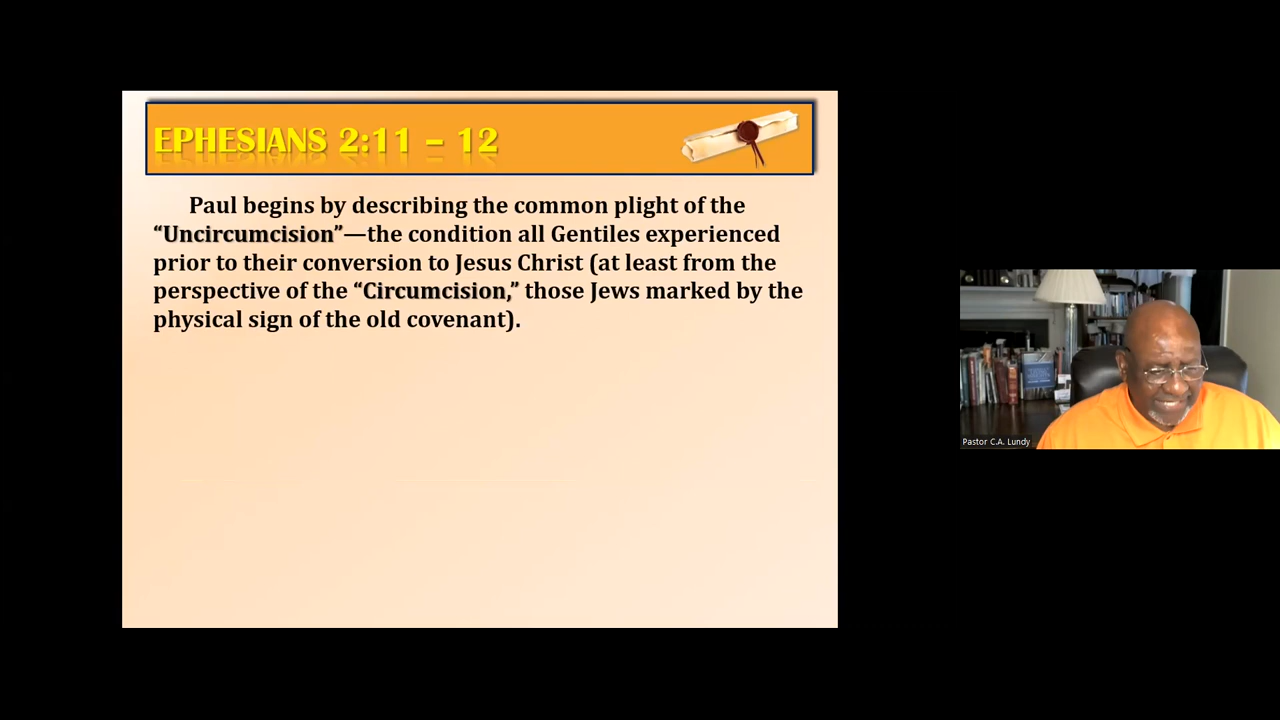 EPHESIANS 2:11 – 12
Paul begins by describing the common plight of the
“Uncircumcision”—the condition all Gentiles experienced
prior to their conversion to Jesus Christ (at least from the
perspective of the “Circumcision,” those Jews marked by the
physical sign of the old covenant).
Pastor C.A. Lundy